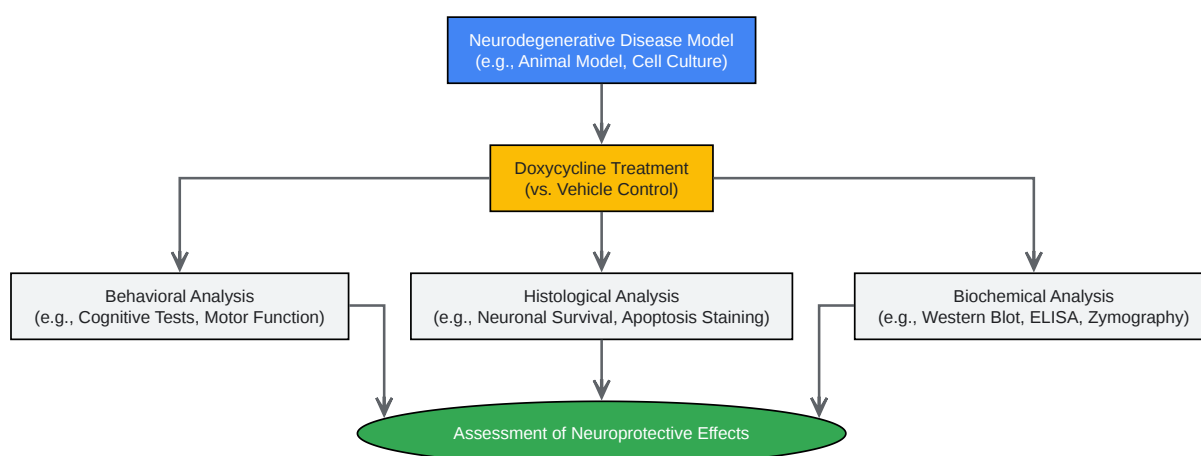 Neurodegenerative Disease Model
(e.g., Animal Model, Cell Culture)
Doxycycline Treatment
(vs. Vehicle Control)
Behavioral Analysis
(e.g., Cognitive Tests, Motor Function)
Histological Analysis
(e.g., Neuronal Survival, Apoptosis Staining)
Biochemical Analysis
(e.g., Western Blot, ELISA, Zymography)
Assessment of Neuroprotective Effects